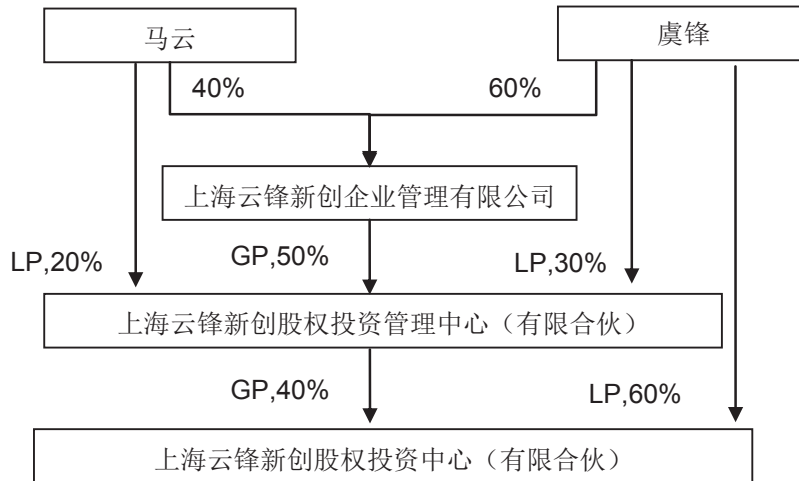 马云
虞锋
40%
60%
上海云锋新创企业管理有限公司
LP,20%
GP,50%
LP,30%
上海云锋新创股权投资管理中心（有限合伙）
GP,40%
LP,60%
上海云锋新创股权投资中心（有限合伙）